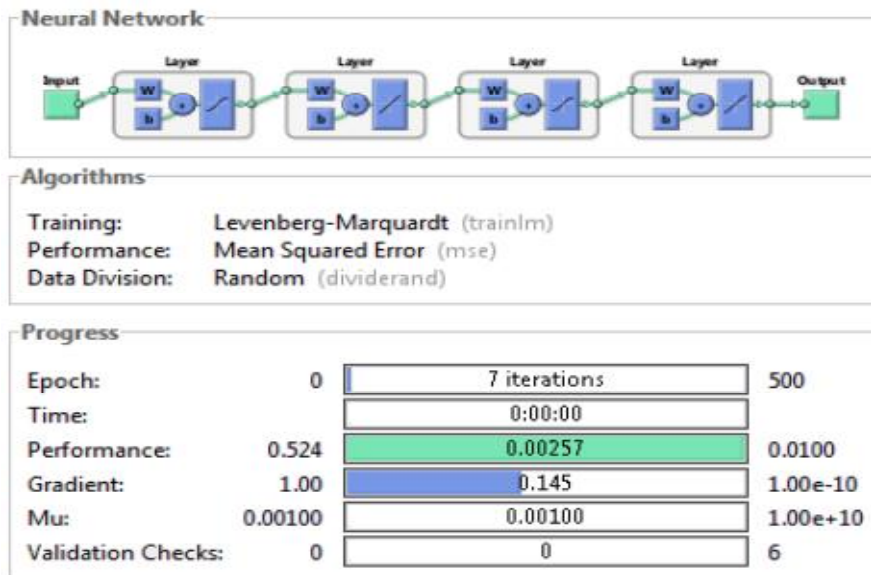 Neural Network
Layer Layer Layer Layer
Input Output
W W W W
+ + + +
b b b b
Algorithms
Training: Levenberg-Marquardt (trainlm)
Performance: Mean Squared Error (mse)
Data Division: Random (dividerand)
Progress
Epoch: 0 7 iterations 500
Time: 0:00:00
Performance: 0.524 0.00257 0.0100
Gradient: 1.00 0.145 1.00e-10
Mu: 0.00100 0.00100 1.00e+10
Validation Checks: 0 0 6